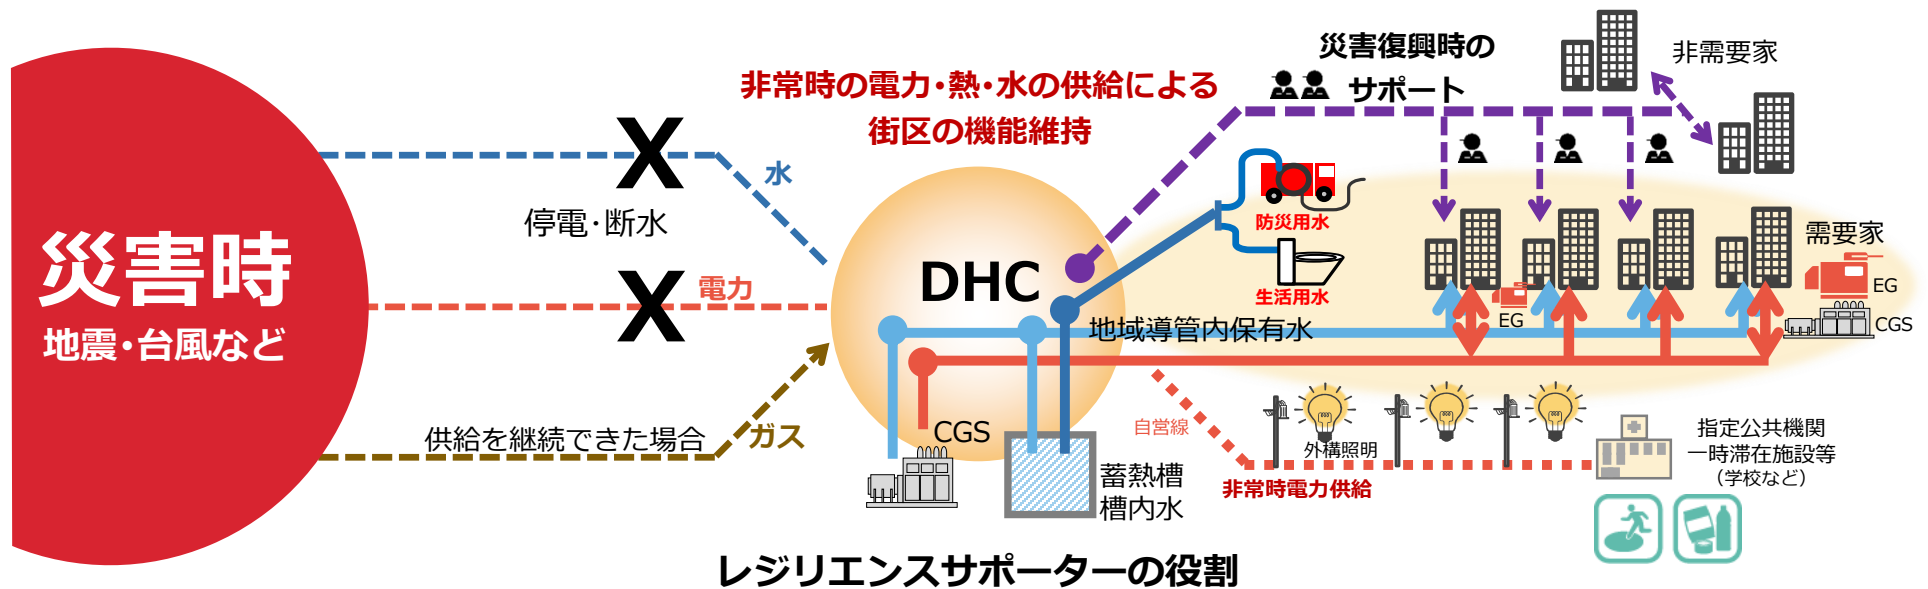 災害時
地震・台風など
停電・断水
水
電力
供給を継続できた場合
ガス
非常時の電力・熱・水の供給による
街区の機能維持
DHC
CGS
蓄熱槽
槽内水
地域導管内保有水
防災用水
生活用水
災害復興時の
サポート
非需要家
需要家
EG
EG
CGS
自営線
外構照明
非常時電力供給
指定公共機関
一時滞在施設等
(学校など)
レジリエンスサポーターの役割